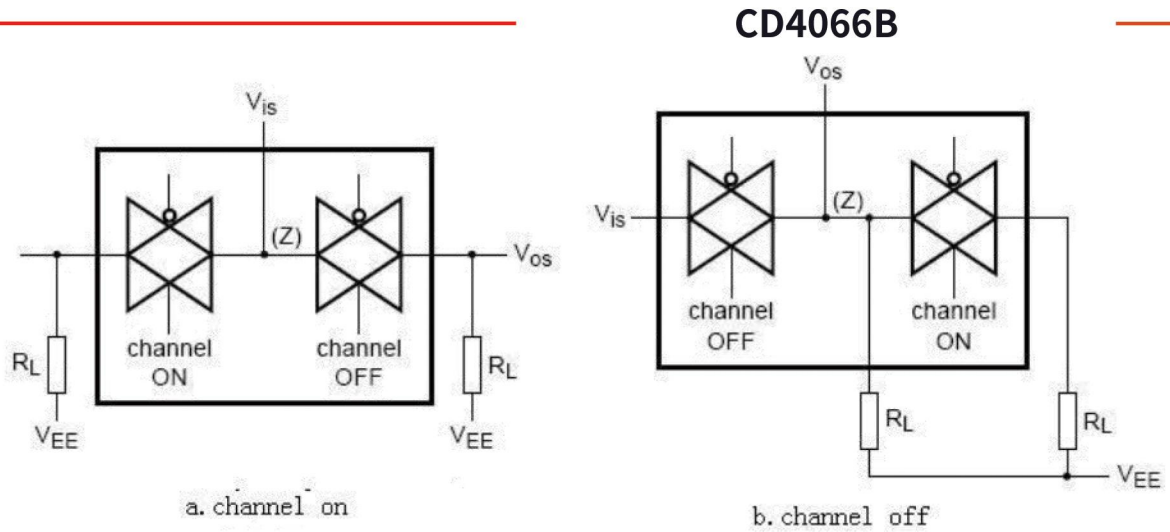 CD4066B
Vis
(Z)
Vos
channel
ON
channel
OFF
RL
RL
VEE
VEE
a. channel on
Vos
Vis
(Z)
channel
OFF
channel
ON
RL
RL
VEE
b. channel off